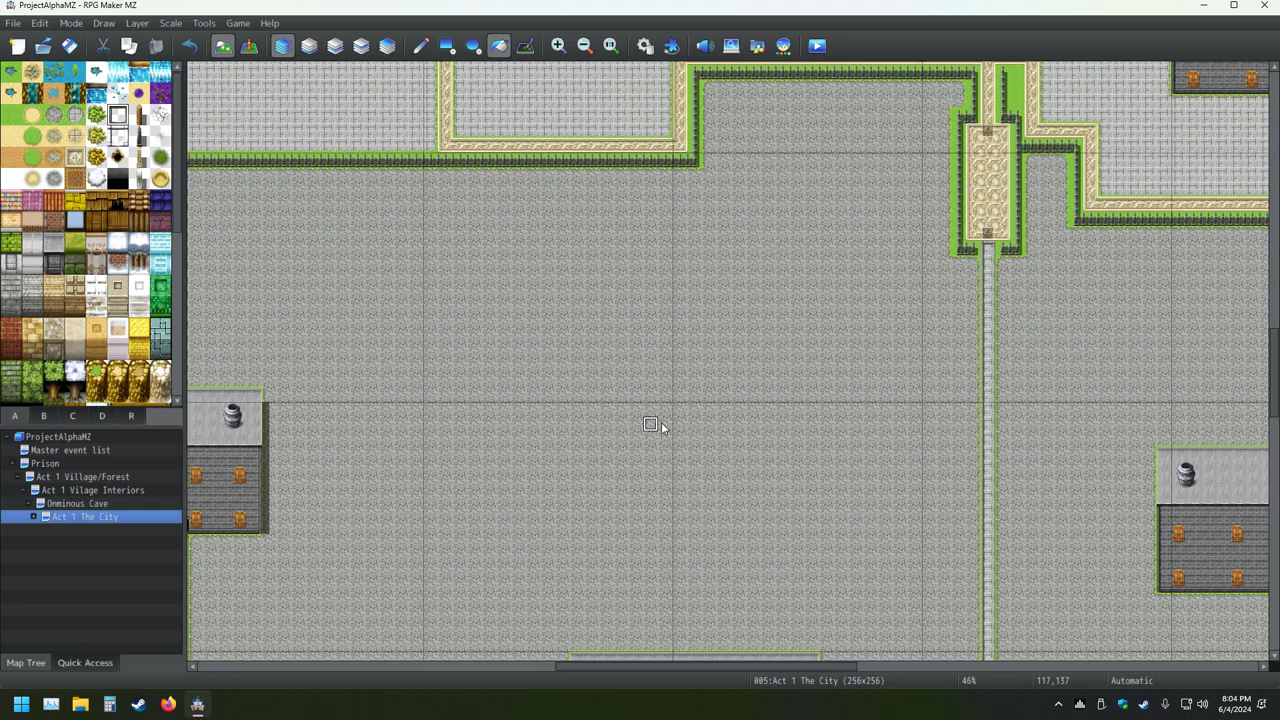 ProjectAlphaMZ - RPG Maker MZ
File Edit Mode Draw Layer Scale Tools Game Help
A B C D R
ProjectAlphaMZ
Master event list
Prison
Act 1 Village/Forest
Act 1 Vilage Interiors
Onminous Cave
Act 1 The City
Map Tree Quick Access
005:Act 1 The City (256x256) 46% 117,137 Automatic
8:04 PM
6/4/2024